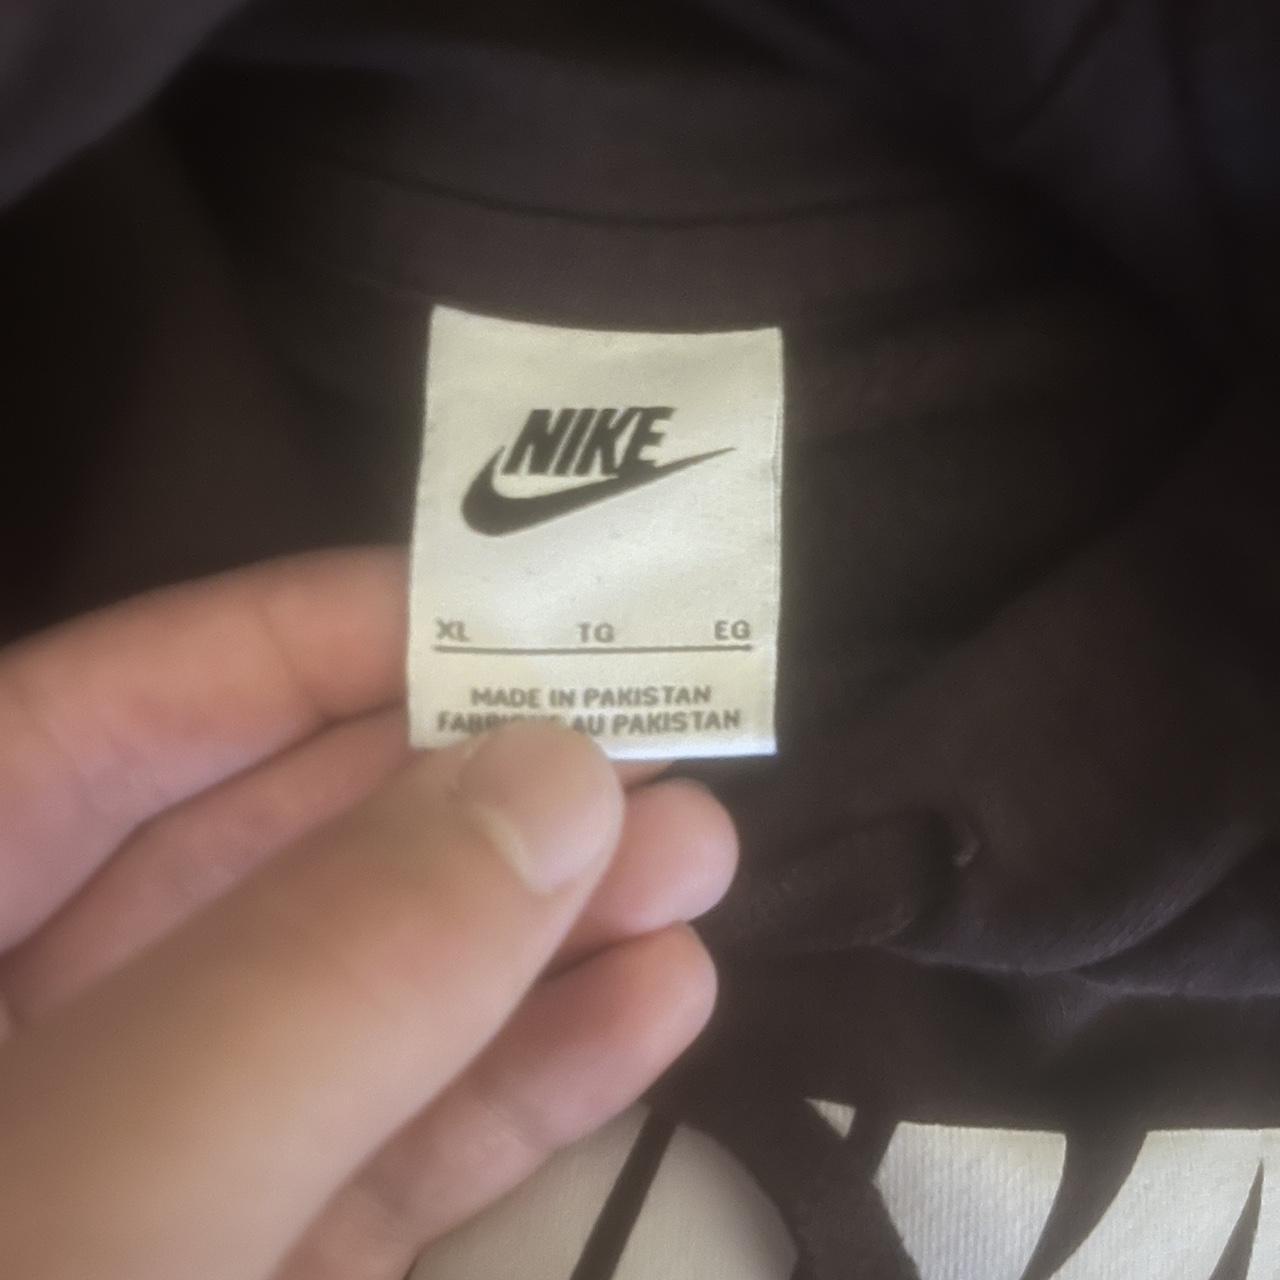 NIKE
XL TG EG
MADE IN PAKISTAN
AU PAKISTAN